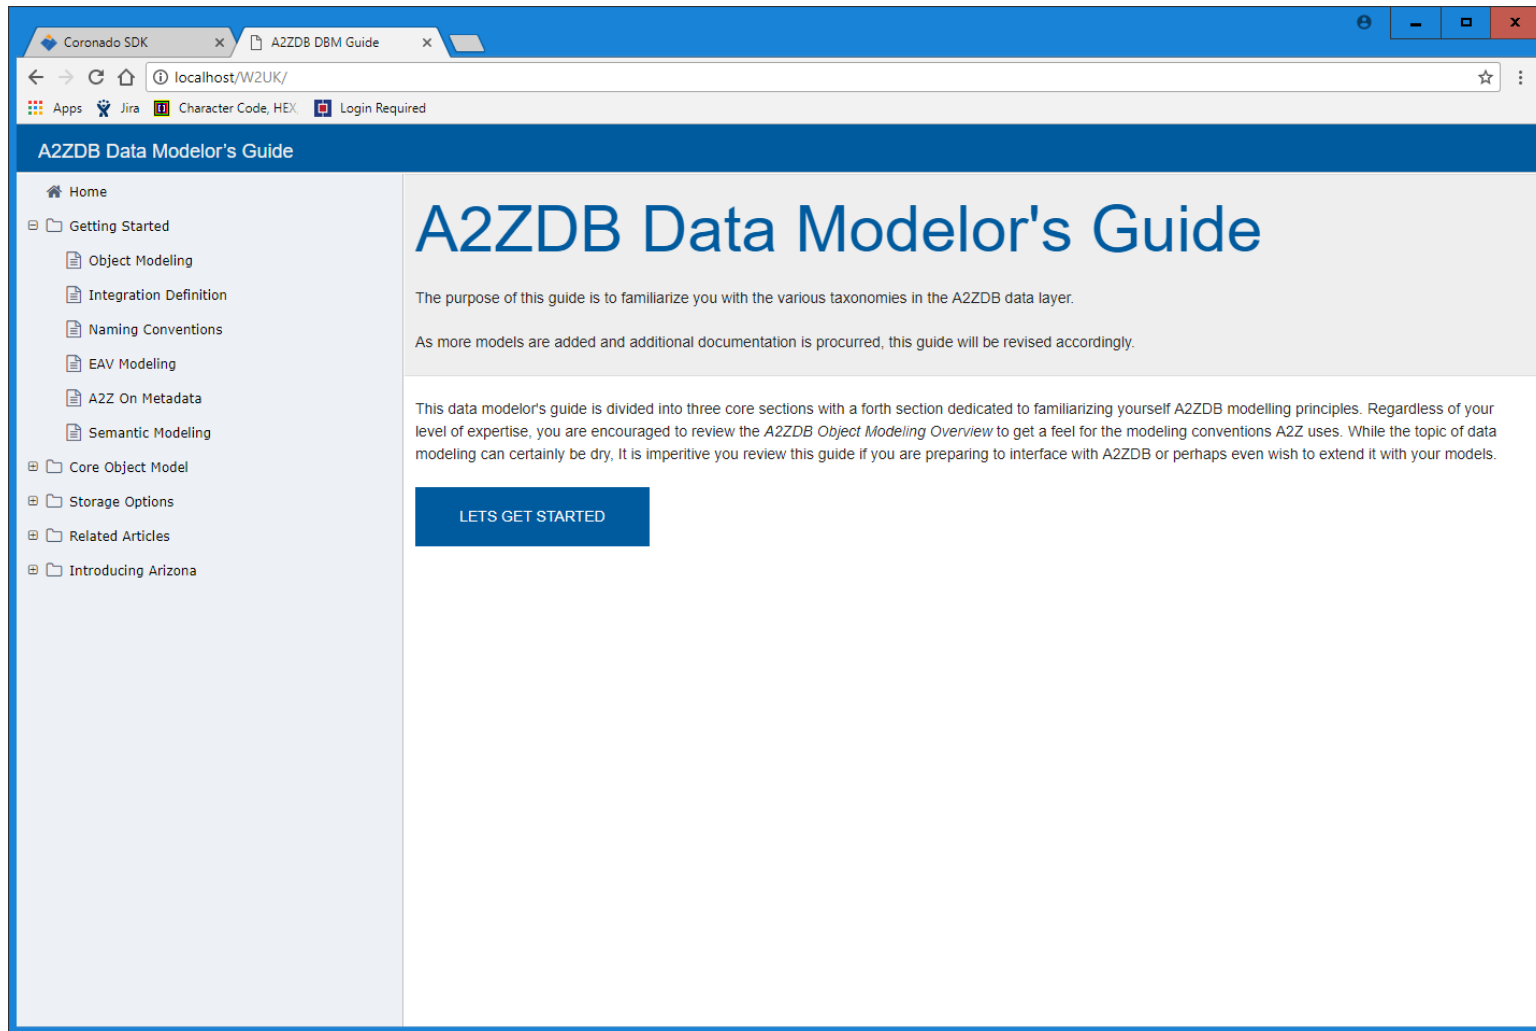 Coronado SDK
A2ZDB DBM Guide
localhost/W2UK/
Apps Jira Character Code, HEX, Login Required
A2ZDB Data Modelor's Guide
Home
Getting Started
Object Modeling
Integration Definition
Naming Conventions
EAV Modeling
A2Z On Metadata
Semantic Modeling
Core Object Model
Storage Options
Related Articles
Introducing Arizona
A2ZDB Data Modelor's Guide
The purpose of this guide is to familiarize you with the various taxonomies in the A2ZDB data layer.
As more models are added and additional documentation is procurred, this guide will be revised accordingly.
This data modelor's guide is divided into three core sections with a forth section dedicated to familiarizing yourself A2ZDB modelling principles. Regardless of your
level of expertise, you are encouraged to review the A2ZDB Object Modeling Overview to get a feel for the modeling conventions A2Z uses. While the topic of data
modeling can certainly be dry, It is imperitive you review this guide if you are preparing to interface with A2ZDB or perhaps even wish to extend it with your models.
LETS GET STARTED